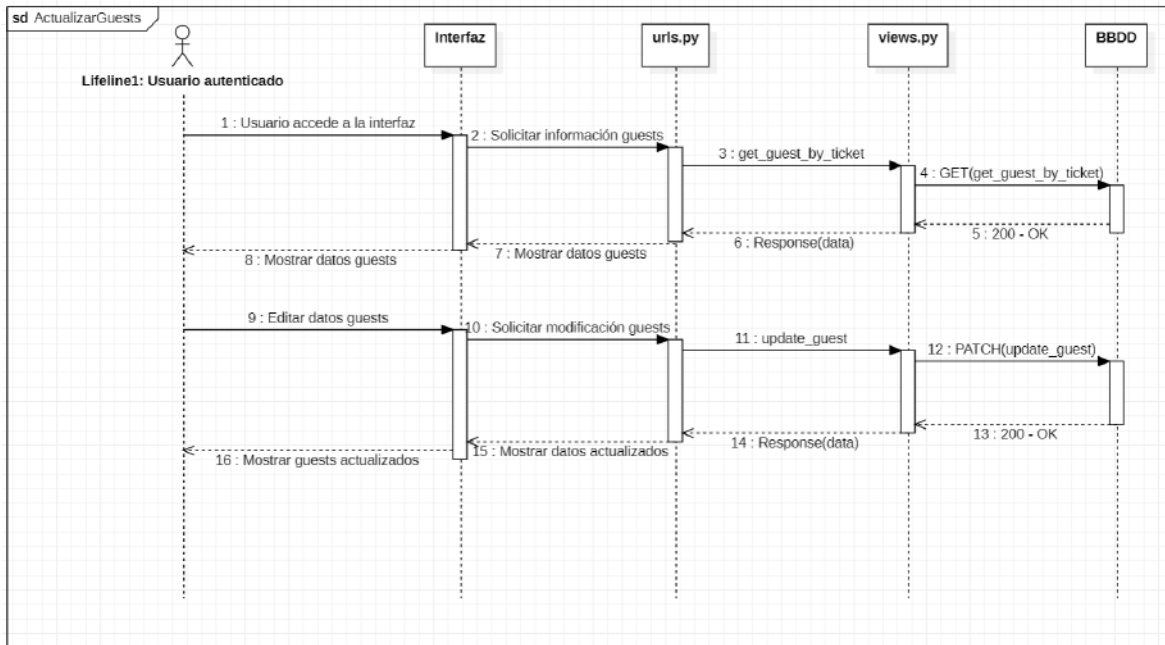 sd ActualizarGuests
Interfaz
urls.py
views.py
BBDD
Lifeline1: Usuario autenticado
1 : Usuario accede a la interfaz
2 : Solicitar información guests
3 : get_guest_by_ticket
4 : GET(get_guest_by_ticket)
5 : 200 - OK
6 : Response(data)
7 : Mostrar datos guests
8 : Mostrar datos guests
9 : Editar datos guests
10 : Solicitar modificación guests
11 : update_guest
12 : PATCH(update_guest)
13 : 200 - OK
14 : Response(data)
15 : Mostrar datos actualizados
16 : Mostrar guests actualizados